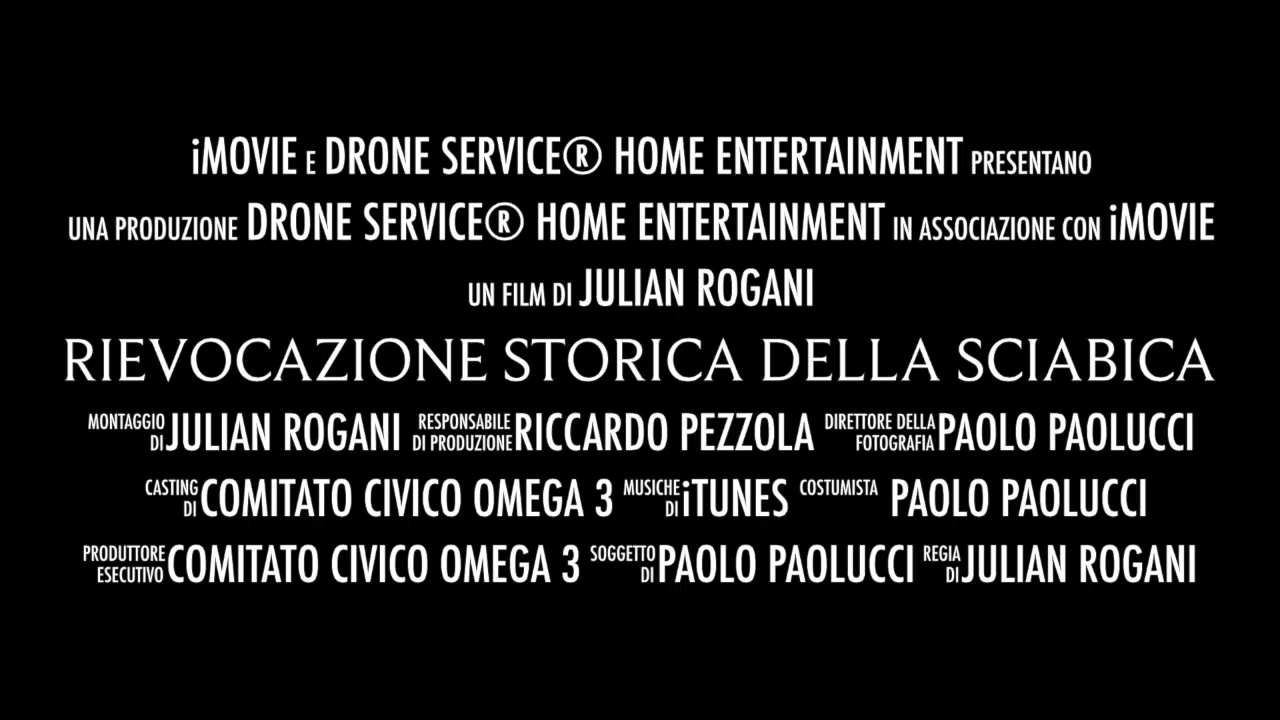 iMOVIE E DRONE SERVICE® HOME ENTERTAINMENT PRESENTANO
UNA PRODUZIONE DRONE SERVICE® HOME ENTERTAINMENT IN ASSOCIAZIONE CON iMOVIE
UN FILM DI JULIAN ROGANI
RIEVOCAZIONE STORICA DELLA SCIABICA
MONTAGGIO DI JULIAN ROGANI RESPONSABILE DI PRODUZIONE RICCARDO PEZZOLA DIRETTORE DELLA FOTOGRAFIA PAOLO PAOLUCCI
CASTING DI COMITATO CIVICO OMEGA 3 MUSICHE DI iTUNES COSTUMISTA PAOLO PAOLUCCI
PRODUTTORE ESECUTIVO COMITATO CIVICO OMEGA 3 SOGGETTO DI PAOLO PAOLUCCI REGIA DI JULIAN ROGANI